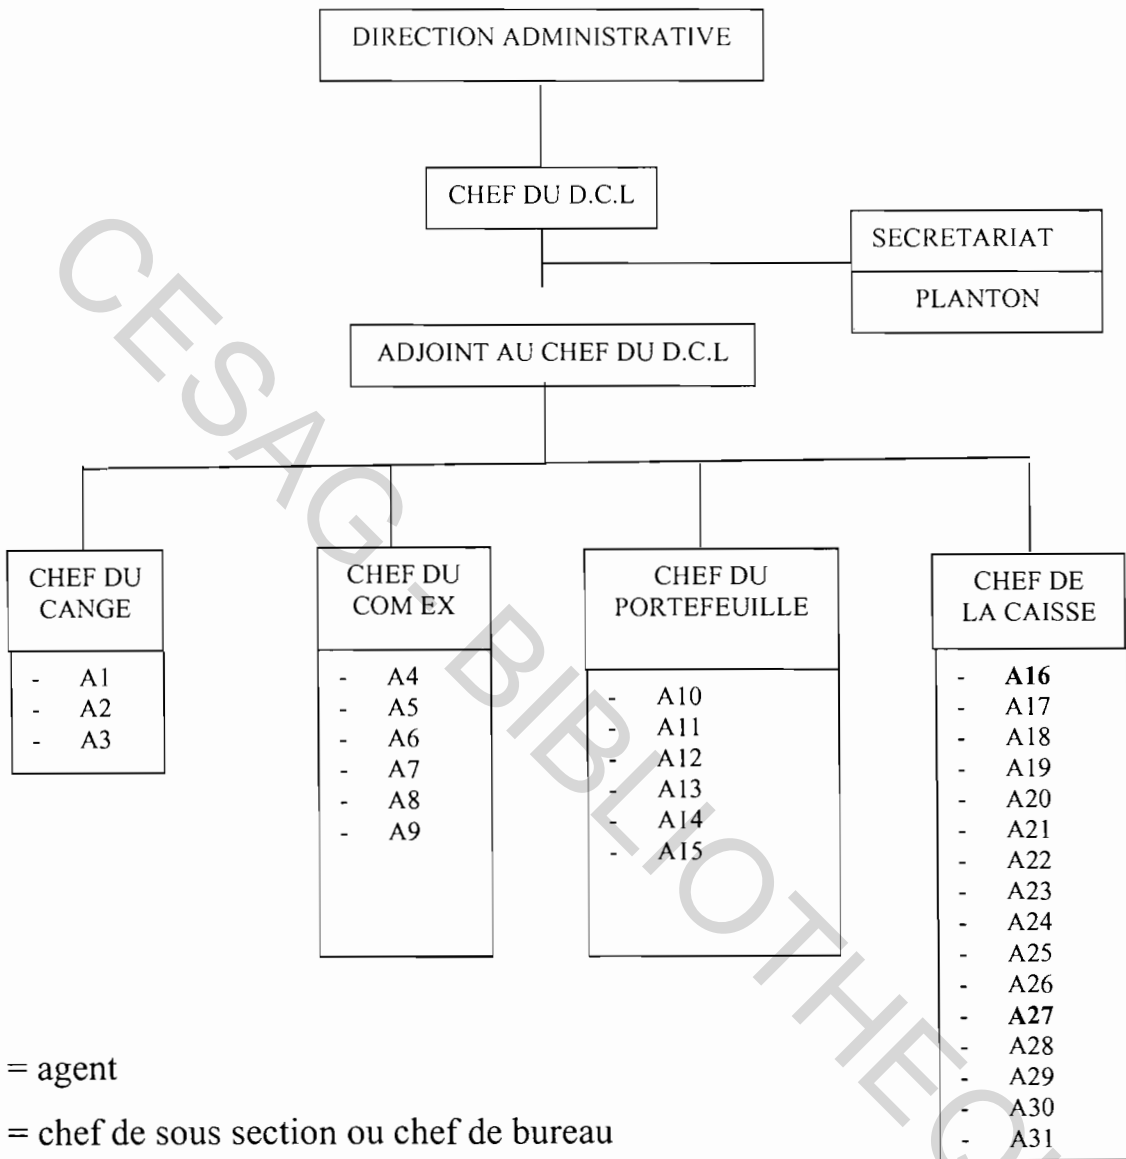 DIRECTION ADMINISTRATIVE
CHEF DU D.C.L
SECRETARIAT
PLANTON
ADJOINT AU CHEF DU D.C.L
CHEF DU
CANGE
- A1
- A2
- A3
CHEF DU
COM EX
- A4
- A5
- A6
- A7
- A8
- A9
CHEF DU
PORTEFEUILLE
- A10
- A11
- A12
- A13
- A14
- A15
CHEF DE
LA CAISSE
- A16
- A17
- A18
- A19
- A20
- A21
- A22
- A23
- A24
- A25
- A26
- A27
- A28
- A29
- A30
- A31
= agent
= chef de sous section ou chef de bureau
CESAG - BIBLIOTHEQU